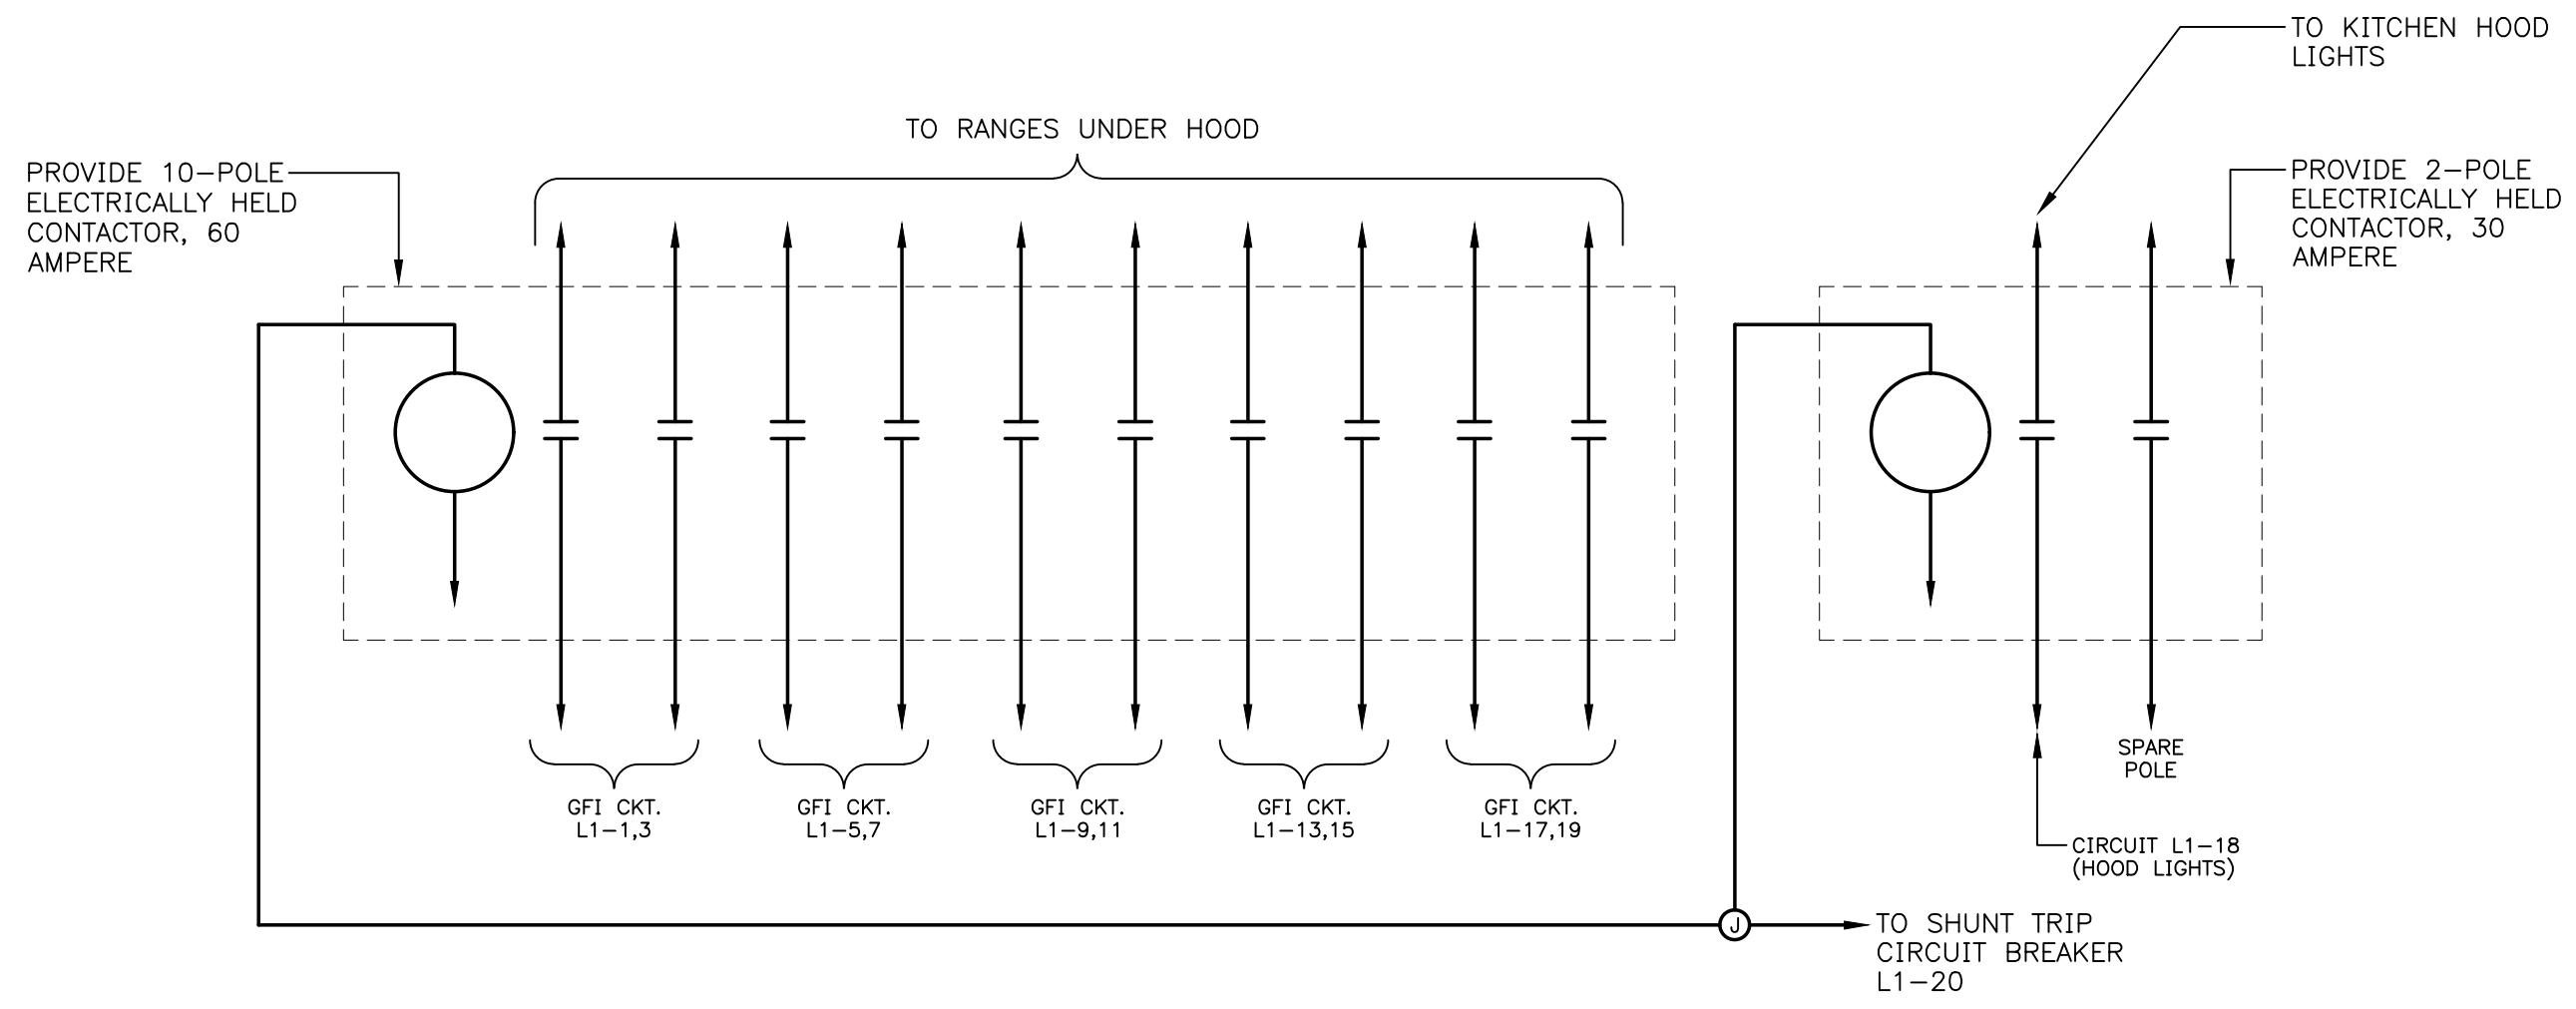 TO KITCHEN HOOD
LIGHTS
TO RANGES UNDER HOOD
PROVIDE 10-POLE
ELECTRICALLY HELD
CONTACTOR, 60
AMPERE
PROVIDE 2-POLE
ELECTRICALLY HELD
CONTACTOR, 30
AMPERE
SPARE
POLE
GFI CKT.
L1-1,3
GFI CKT.
L1-5,7
GFI CKT.
L1-9,11
GFI CKT.
L1-13,15
GFI CKT.
L1-17,19
CIRCUIT L1-18
(HOOD LIGHTS)
J
TO SHUNT TRIP
CIRCUIT BREAKER
L1-20